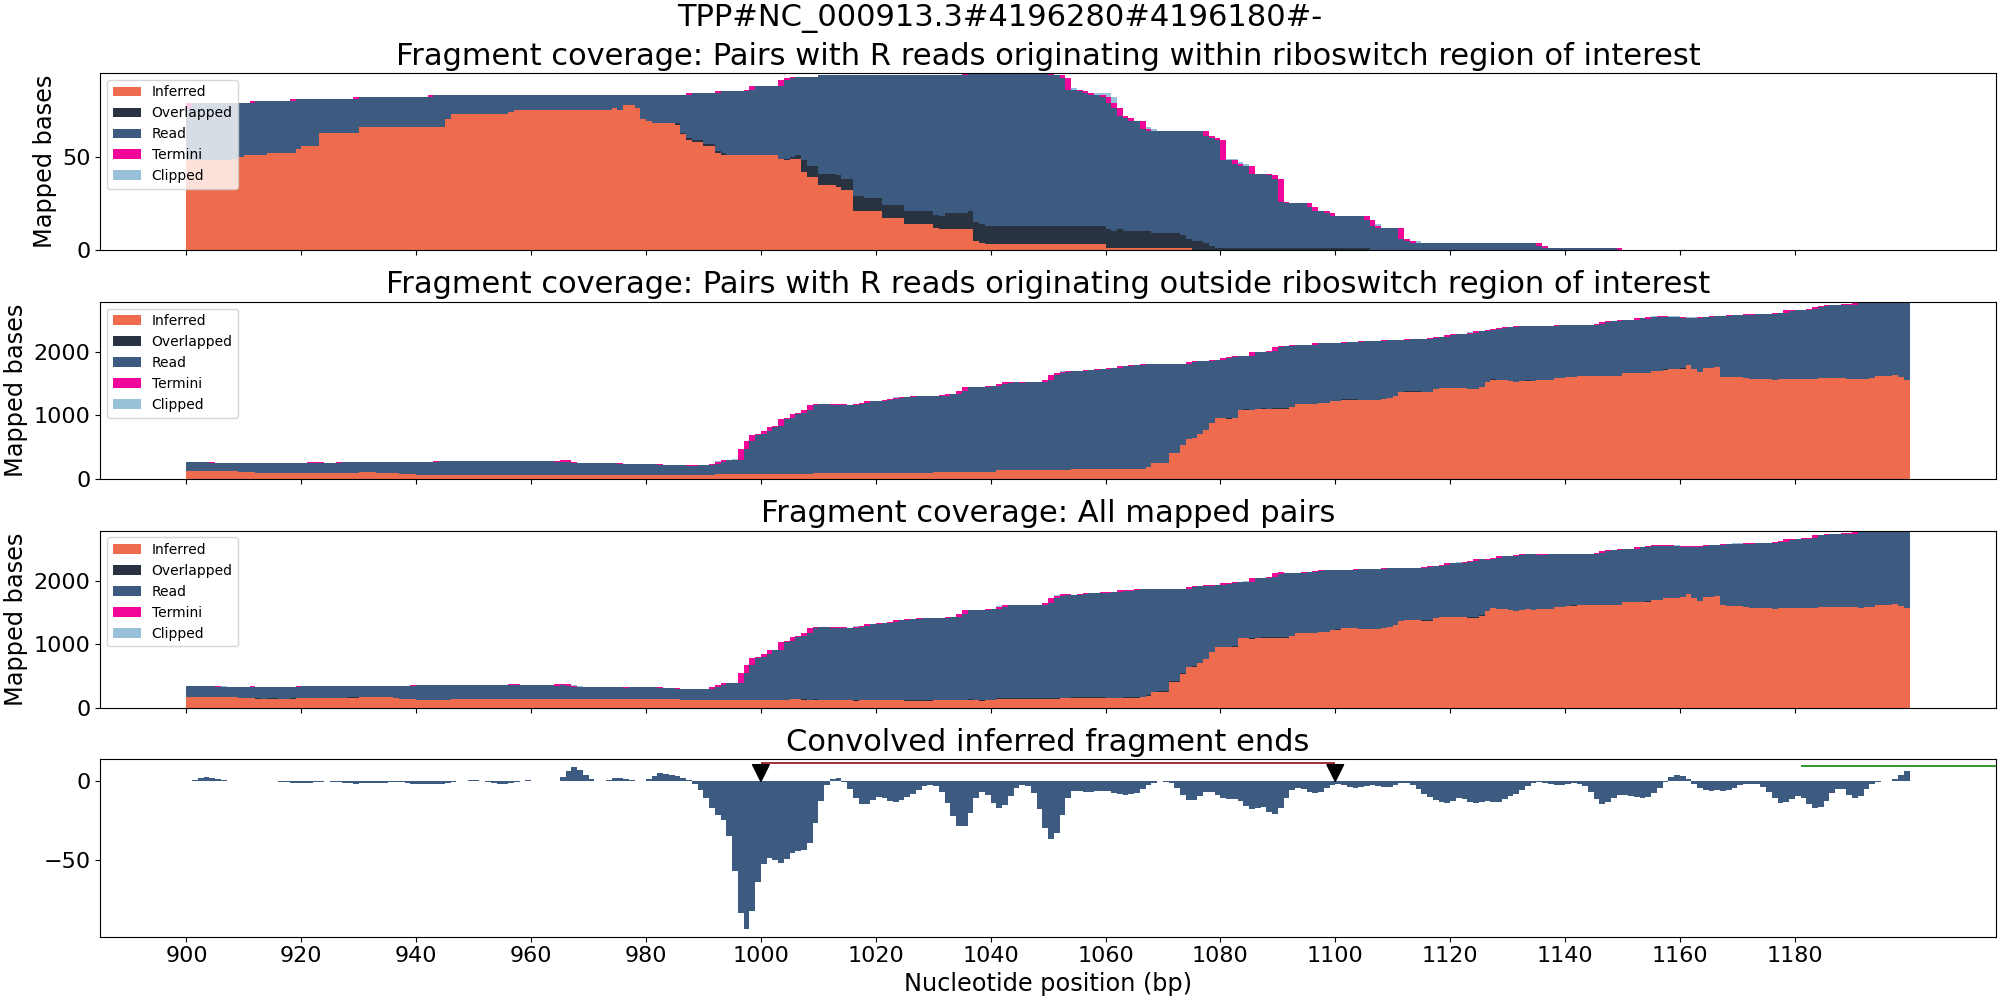 TPP#NC_000913.3#4196280#4196180#-
Fragment coverage: Pairs with R reads originating within riboswitch region of interest
Mapped bases
50
0
Inferred
Overlapped
Read
Termini
Clipped
Fragment coverage: Pairs with R reads originating outside riboswitch region of interest
Mapped bases
2000
1000
0
Inferred
Overlapped
Read
Termini
Clipped
Fragment coverage: All mapped pairs
Mapped bases
2000
1000
0
Inferred
Overlapped
Read
Termini
Clipped
Convolved inferred fragment ends
0
−50
900 920 940 960 980 1000 1020 1040 1060 1080 1100 1120 1140 1160 1180
Nucleotide position (bp)